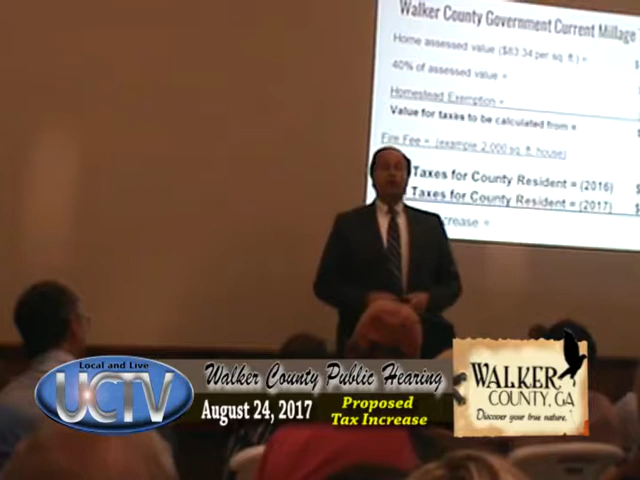 Walker County Government Current Millage
Home assessed value ($83.34 per sq. ft.) =
40% of assessed value =
Homestead Exemption =
Value for taxes to be calculated from =
Fire Fee = (example 2,000 sq. ft. house)
Taxes for County Resident = (2016)
Taxes for County Resident = (2017)
crease =
Local and Live
UCTV
Walker County Public Hearing
August 24, 2017
Proposed
Tax Increase
WALKER
COUNTY, GA
Discover your true nature.